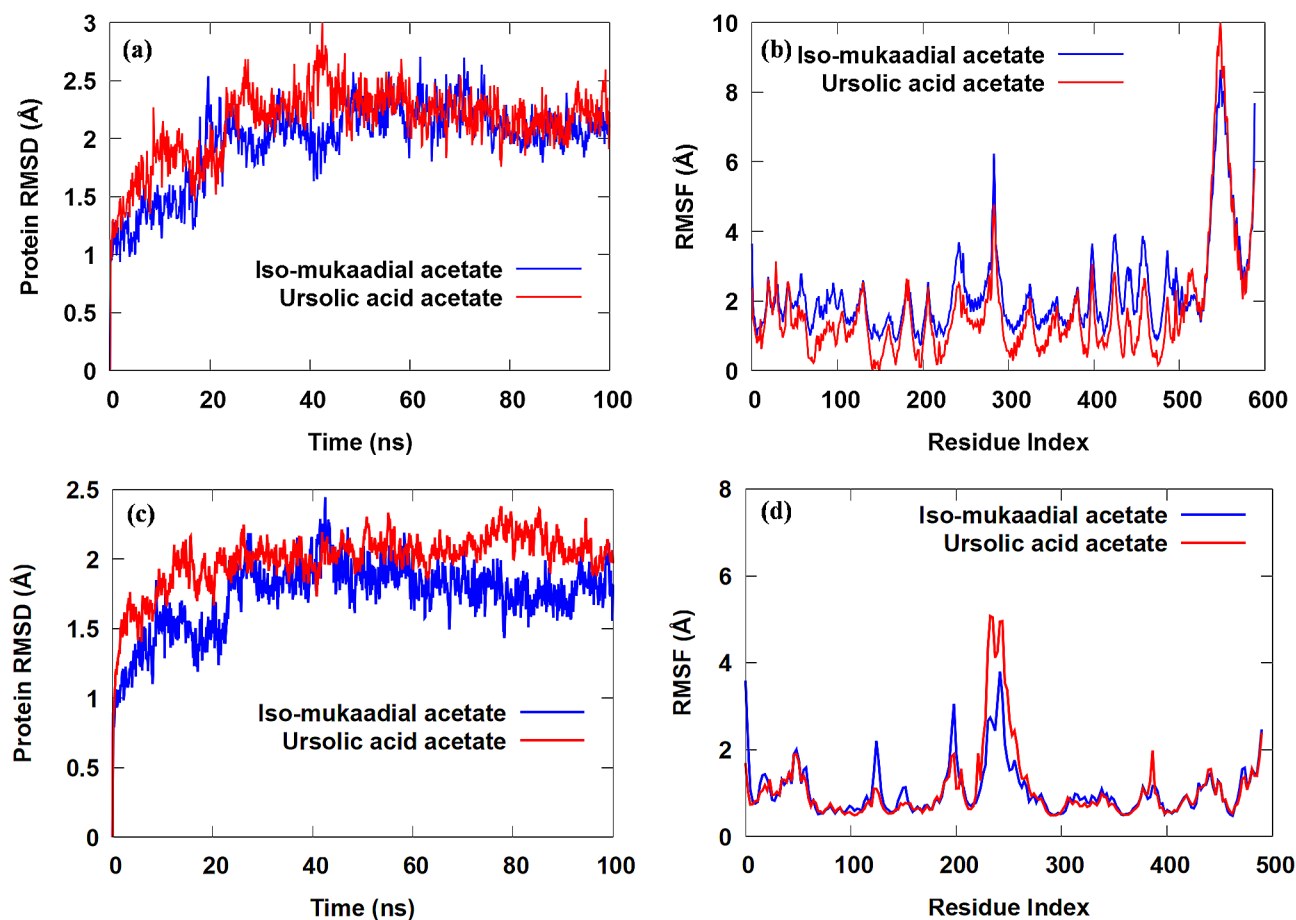 (a)
Protein RMSD (Å)
3
2.5
2
1.5
1
0.5
0
Iso-mukaadial acetate
Ursolic acid acetate
0 20 40 60 80 100
Time (ns)
(b)
RMSF (Å)
10
8
6
4
2
0
Iso-mukaadial acetate
Ursolic acid acetate
0 100 200 300 400 500 600
Residue Index
(c)
Protein RMSD (Å)
2.5
2
1.5
1
0.5
0
Iso-mukaadial acetate
Ursolic acid acetate
0 20 40 60 80 100
Time (ns)
(d)
RMSF (Å)
8
6
4
2
0
Iso-mukaadial acetate
Ursolic acid acetate
0 100 200 300 400 500
Residue Index